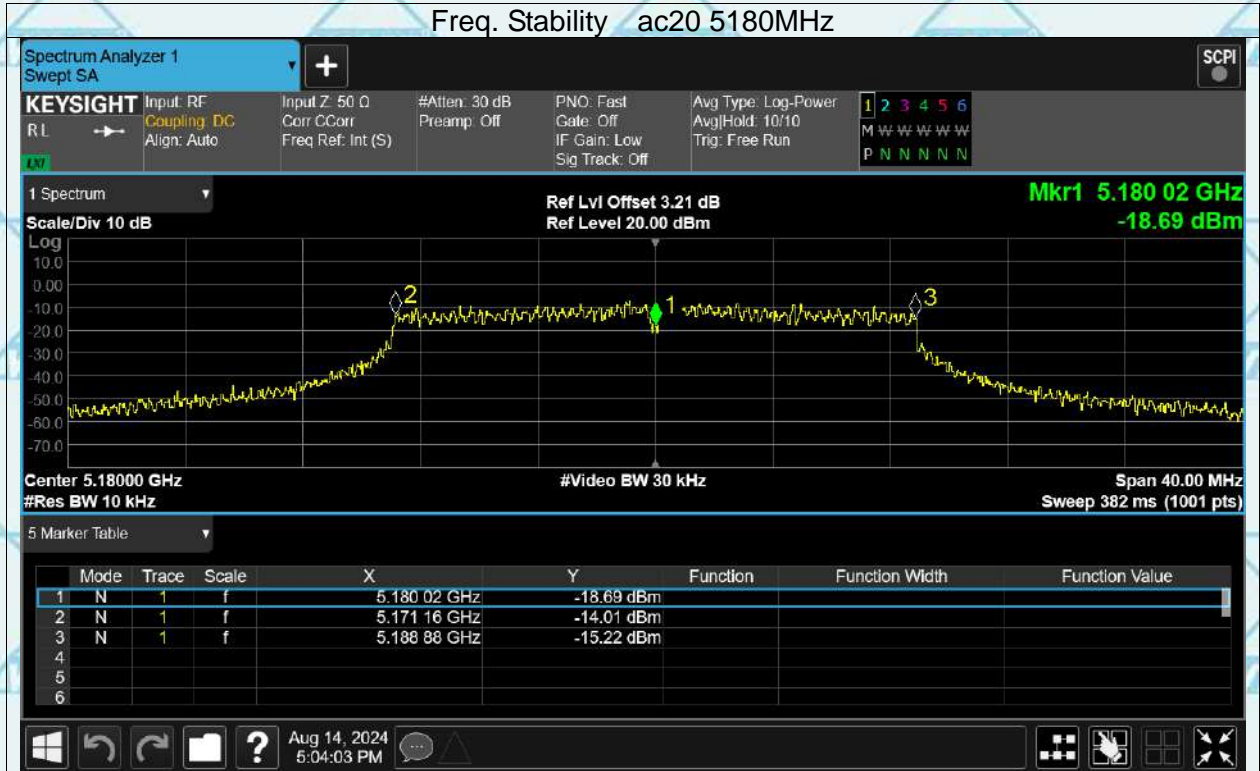 Freq. Stability ac20 5180MHz
Spectrum Analyzer 1
Swept SA
+
SCPI
KEYSIGHT Input: RF Input Z: 50 Ω #Atten: 30 dB PNO: Fast Avg Type: Log-Power 1 2 3 4 5 6
RL Coupling: DC Corr CCorr Preamp: Off Gate: Off Avg|Hold: 10/10 M W W W W W W
Align: Auto Freq Ref: Int (S) IF Gain: Low Trig: Free Run P N N N N N N
LXI Sig Track: Off
1 Spectrum Ref Lvl Offset 3.21 dB Mkr1 5.180 02 GHz
Scale/Div 10 dB Ref Level 20.00 dBm -18.69 dBm
Log
10.0
0.00
2 3
-10.0 1
-20.0
-30.0
-40.0
-50.0
-60.0
-70.0
Center 5.18000 GHz #Video BW 30 kHz Span 40.00 MHz
#Res BW 10 kHz Sweep 382 ms (1001 pts)
5 Marker Table
Mode Trace Scale X Y Function Function Width Function Value
1 N 1 f 5.180 02 GHz -18.69 dBm
2 N 1 f 5.171 16 GHz -14.01 dBm
3 N 1 f 5.188 88 GHz -15.22 dBm
4
5
6
? Aug 14, 2024
5:04:03 PM